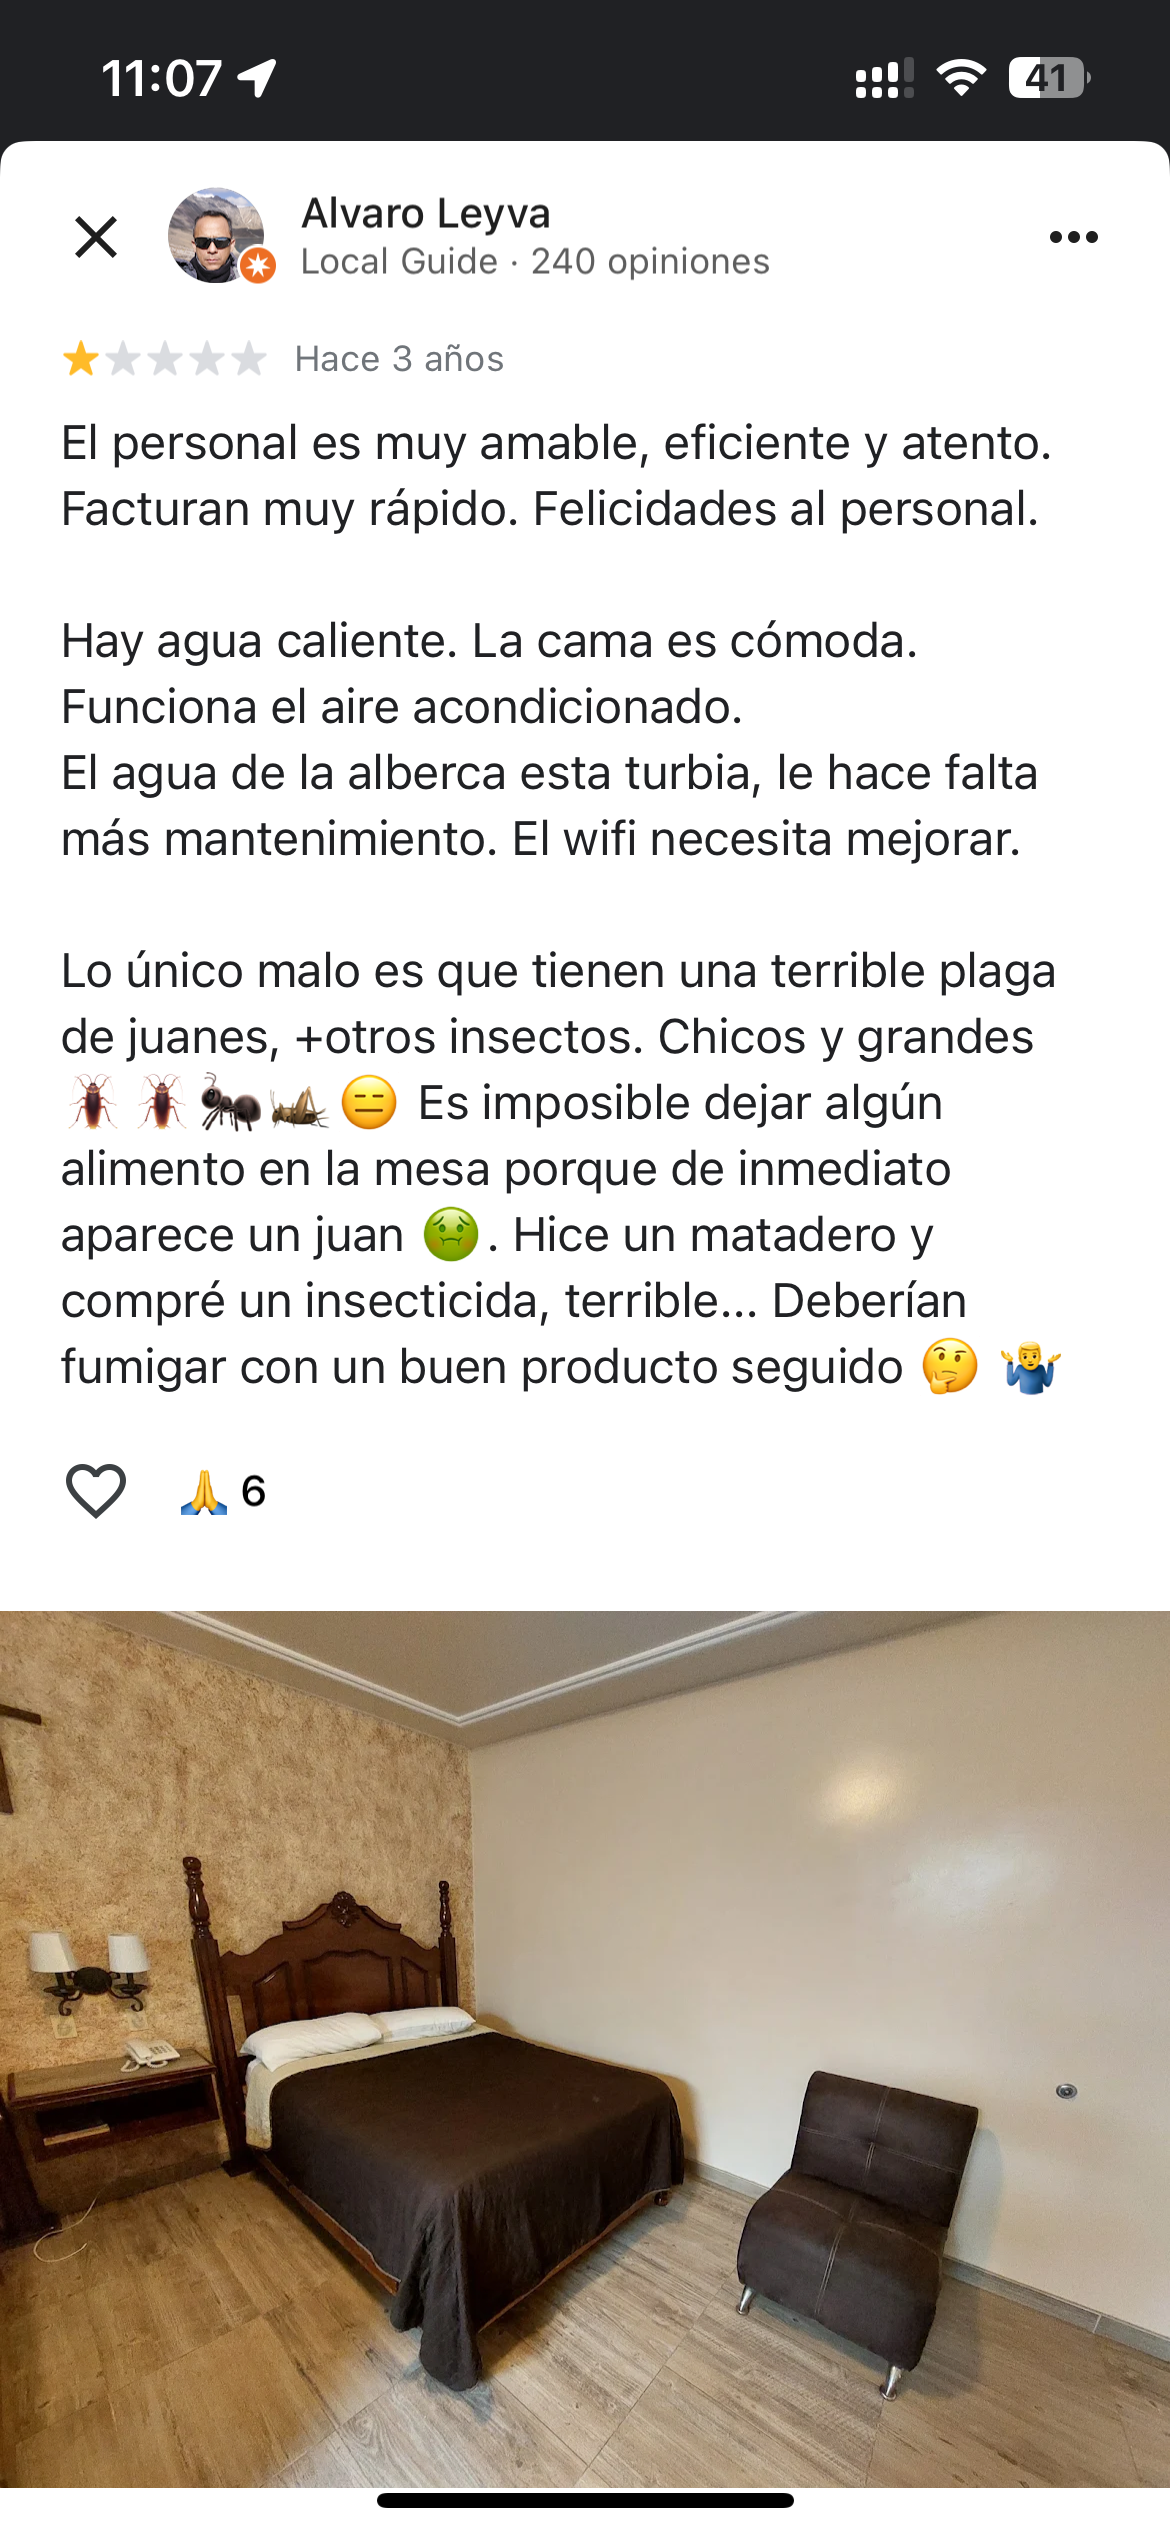 11:07
41
Alvaro Leyva
Local Guide · 240 opiniones
Hace 3 años
El personal es muy amable, eficiente y atento.
Facturan muy rápido. Felicidades al personal.
Hay agua caliente. La cama es cómoda.
Funciona el aire acondicionado.
El agua de la alberca esta turbia, le hace falta
más mantenimiento. El wifi necesita mejorar.
Lo único malo es que tienen una terrible plaga
de juanes, +otros insectos. Chicos y grandes
🪳 🪳🐜🦗 😑 Es imposible dejar algún
alimento en la mesa porque de inmediato
aparece un juan 🤢. Hice un matadero y
compré un insecticida, terrible... Deberían
fumigar con un buen producto seguido 🤔 🤷‍♂️
🙏 6